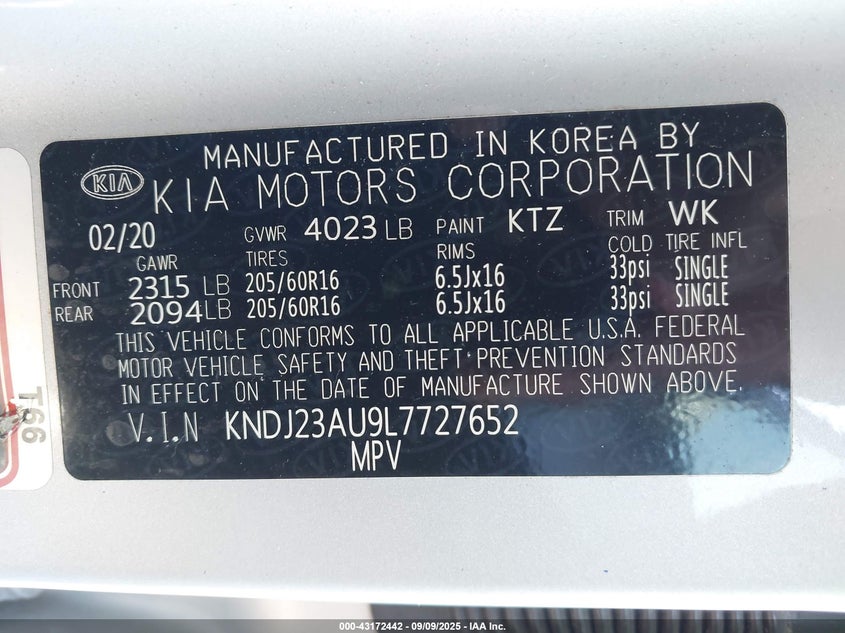 MANUFACTURED IN KOREA BY
KIA KIA MOTORS CORPORATION
02/20 GVWR 4023 LB PAINT KTZ TRIM WK
GAWR TIRES RIMS COLD TIRE INFL
FRONT 2315 LB 205/60R16 6.5Jx16 33psi SINGLE
REAR 2094 LB 205/60R16 6.5Jx16 33psi SINGLE
THIS VEHICLE CONFORMS TO ALL APPLICABLE U.S.A. FEDERAL
MOTOR VEHICLE SAFETY AND THEFT PREVENTION STANDARDS
IN EFFECT ON THE DATE OF MANUFACTURE SHOWN ABOVE.
V.I.N KNDJ23AU9L7727652
MPV
T66
000-43172442 - 09/09/2025 - IAA Inc.